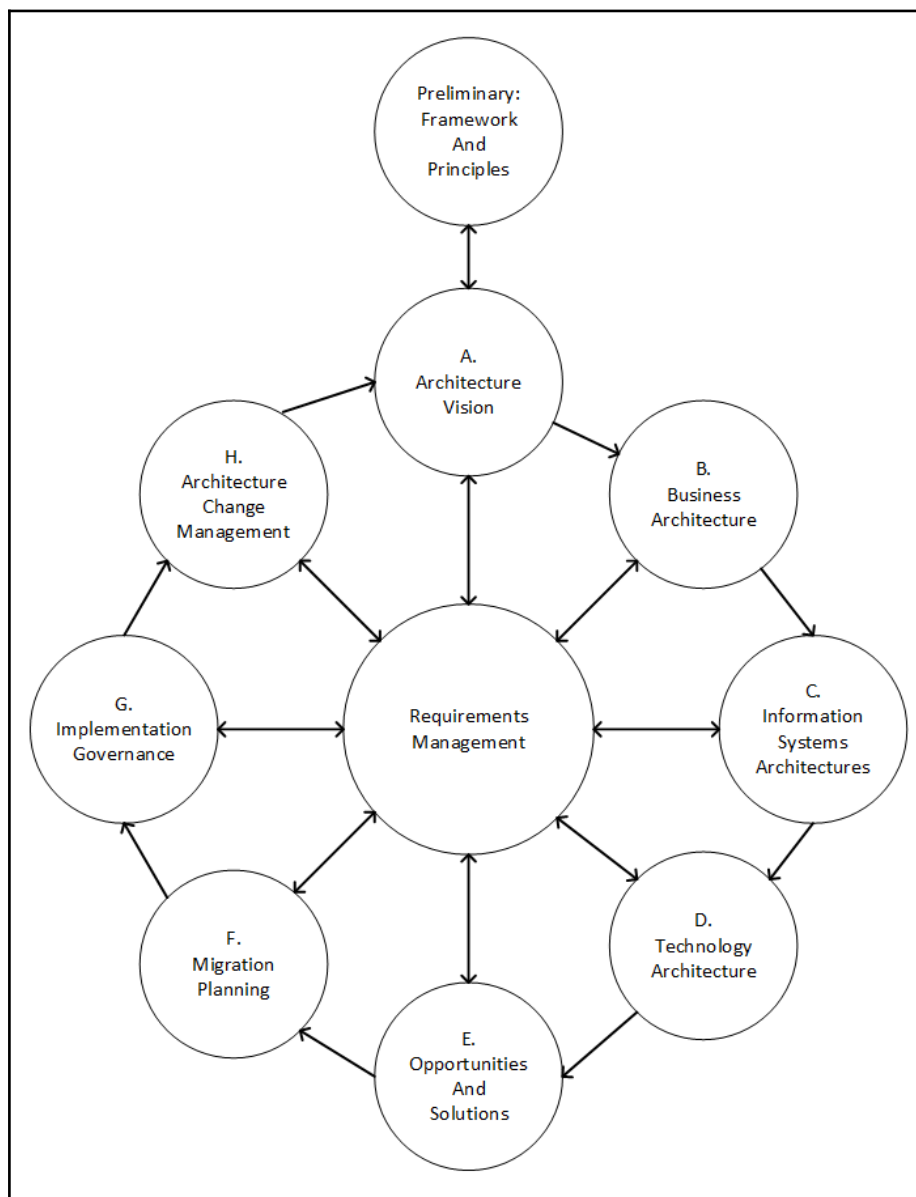 Preliminary:
Framework
And
Principles
A.
Architecture
Vision
B.
Business
Architecture
C.
Information
Systems
Architectures
D.
Technology
Architecture
E.
Opportunities
And
Solutions
F.
Migration
Planning
G.
Implementation
Governance
H.
Architecture
Change
Management
Requirements
Management